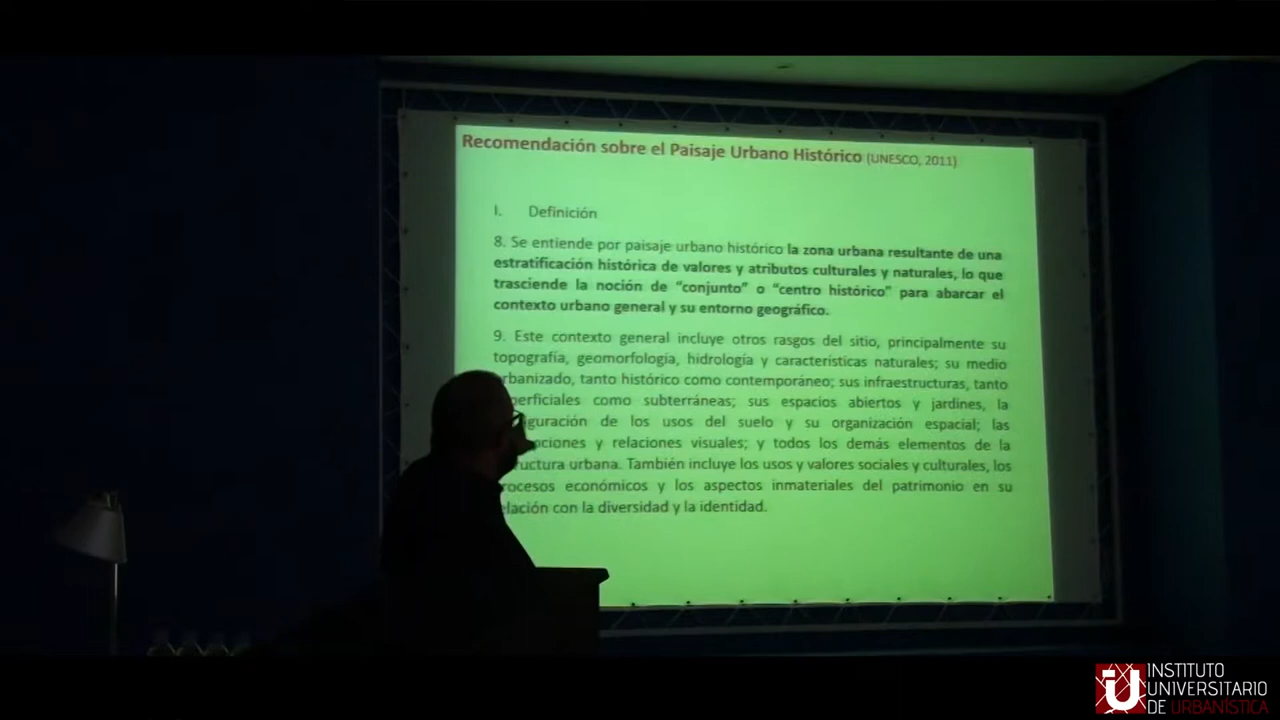 Recomendación sobre el Paisaje Urbano Histórico (UNESCO, 2011)
I. Definición
8. Se entiende por paisaje urbano histórico la zona urbana resultante de una
estratificación histórica de valores y atributos culturales y naturales, lo que
trasciende la noción de “conjunto” o “centro histórico” para abarcar el
contexto urbano general y su entorno geográfico.
9. Este contexto general incluye otros rasgos del sitio, principalmente su
topografía, geomorfología, hidrología y características naturales; su medio
rbanizado, tanto histórico como contemporáneo; sus infraestructuras, tanto
perficiales como subterráneas; sus espacios abiertos y jardines, la
guración de los usos del suelo y su organización espacial; las
pciones y relaciones visuales; y todos los demás elementos de la
ructura urbana. También incluye los usos y valores sociales y culturales, los
rocesos económicos y los aspectos inmateriales del patrimonio en su
elación con la diversidad y la identidad.
iU INSTITUTO
UNIVERSITARIO
DE URBANÍSTICA